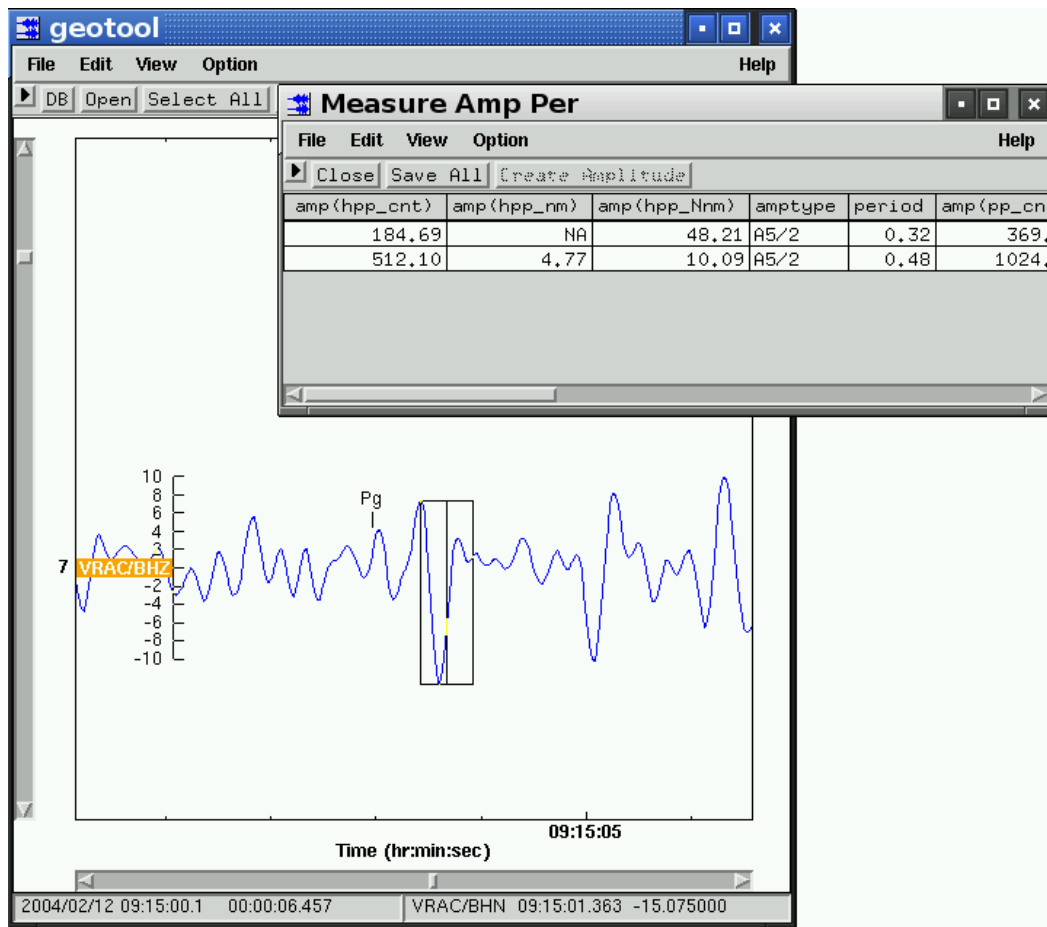 geotool
File Edit View Option Help
DB Open Select All
Measure Amp Per
File Edit View Option Help
Close Save All Create Amplitude
amp(hpp_cnt) amp(hpp_nm) amp(hpp_Nnm) amptype period amp(pp_cn
184.69 NA 48.21 A5/2 0.32 369.
512.10 4.77 10.09 A5/2 0.48 1024.
10
8
6
4
2
-2
-4
-6
-8
-10
Pg
7 VRAC/BHZ
09:15:05
Time (hr:min:sec)
2004/02/12 09:15:00.1 00:00:06.457 VRAC/BHN 09:15:01.363 -15.075000